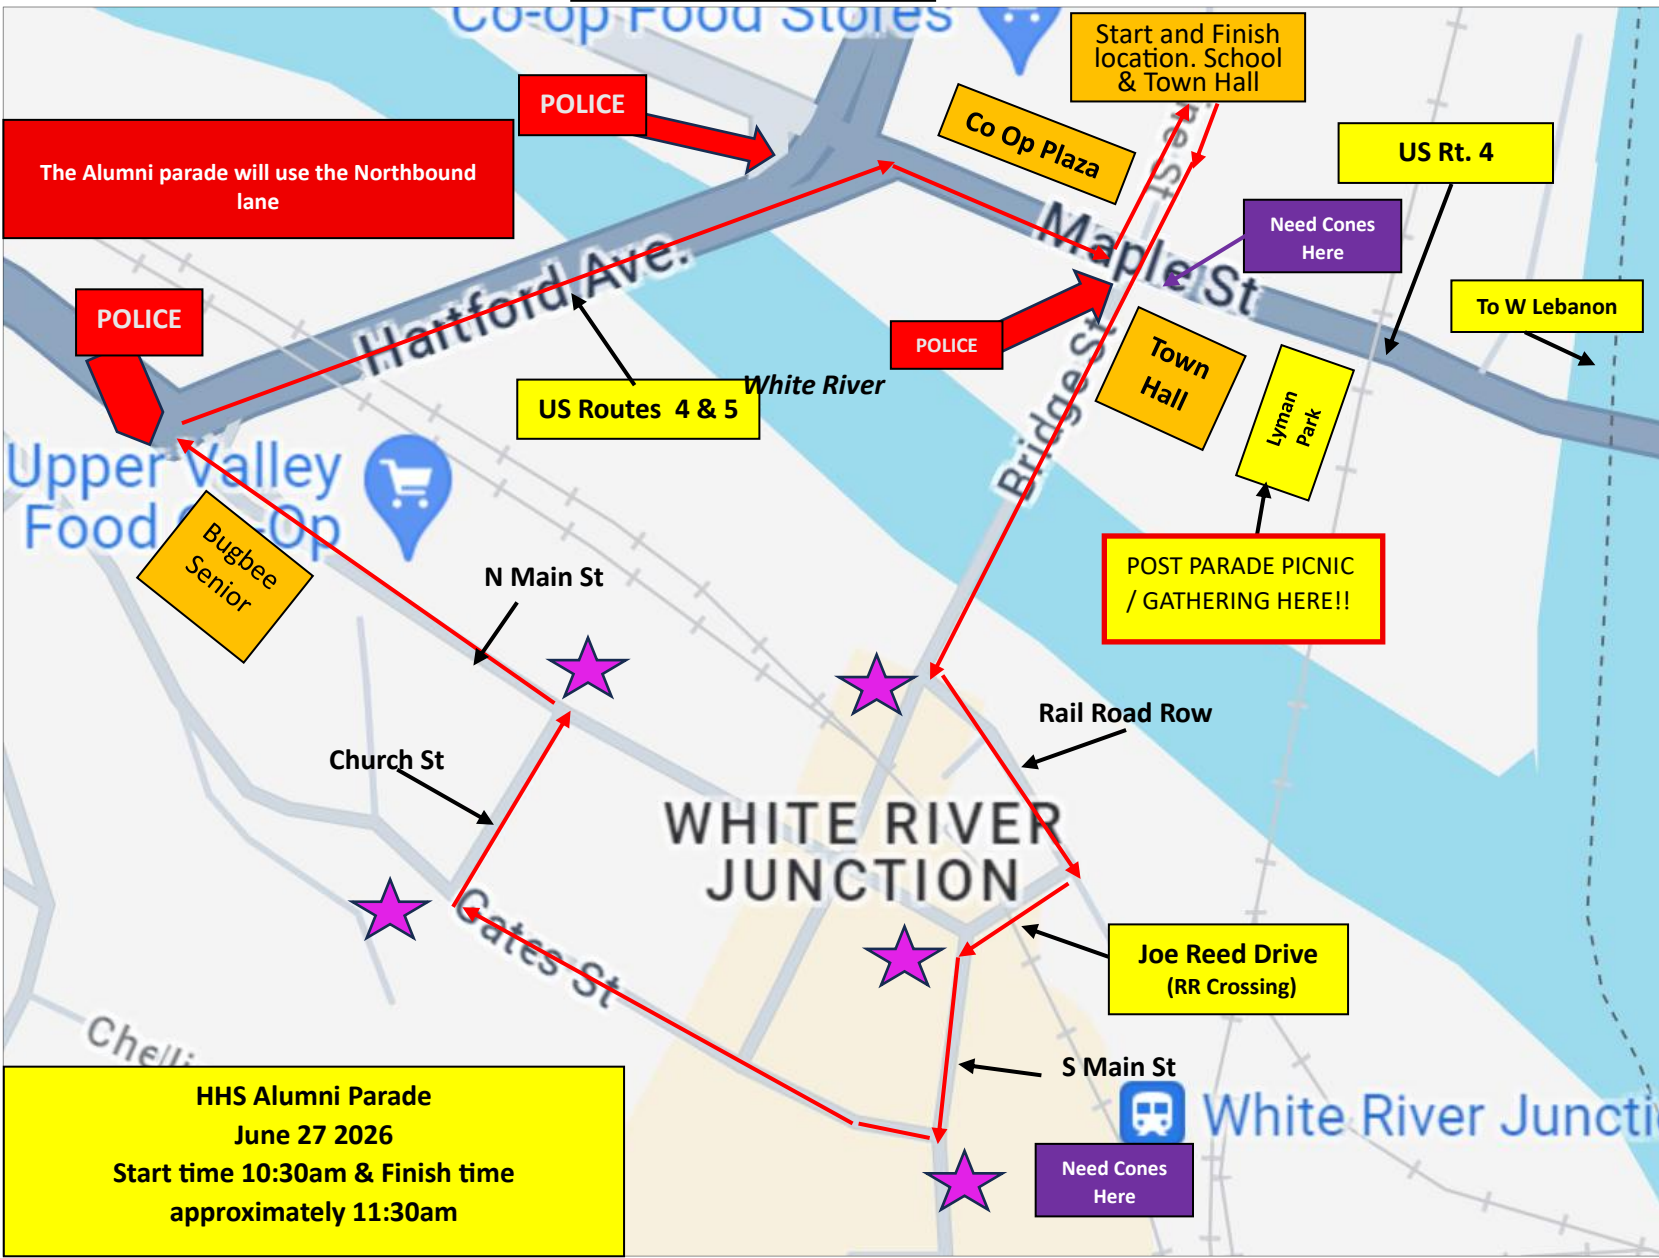 Co-op Food Stores
Start and Finish
location. School
& Town Hall
POLICE
Co Op Plaza
US Rt. 4
The Alumni parade will use the Northbound
lane
Need Cones
Here
Maple St
Hartford Ave.
POLICE
To W Lebanon
POLICE
Bridge St
Town
Hall
White River
US Routes 4 & 5
Lyman
Park
Upper Valley
Food Co-Op
Bugbee
Senior
N Main St
POST PARADE PICNIC
/ GATHERING HERE!!
Rail Road Row
Church St
WHITE RIVER
JUNCTION
Gates St
Joe Reed Drive
(RR Crossing)
S Main St
White River Juncti
HHS Alumni Parade
June 27 2026
Start time 10:30am & Finish time
approximately 11:30am
Need Cones
Here